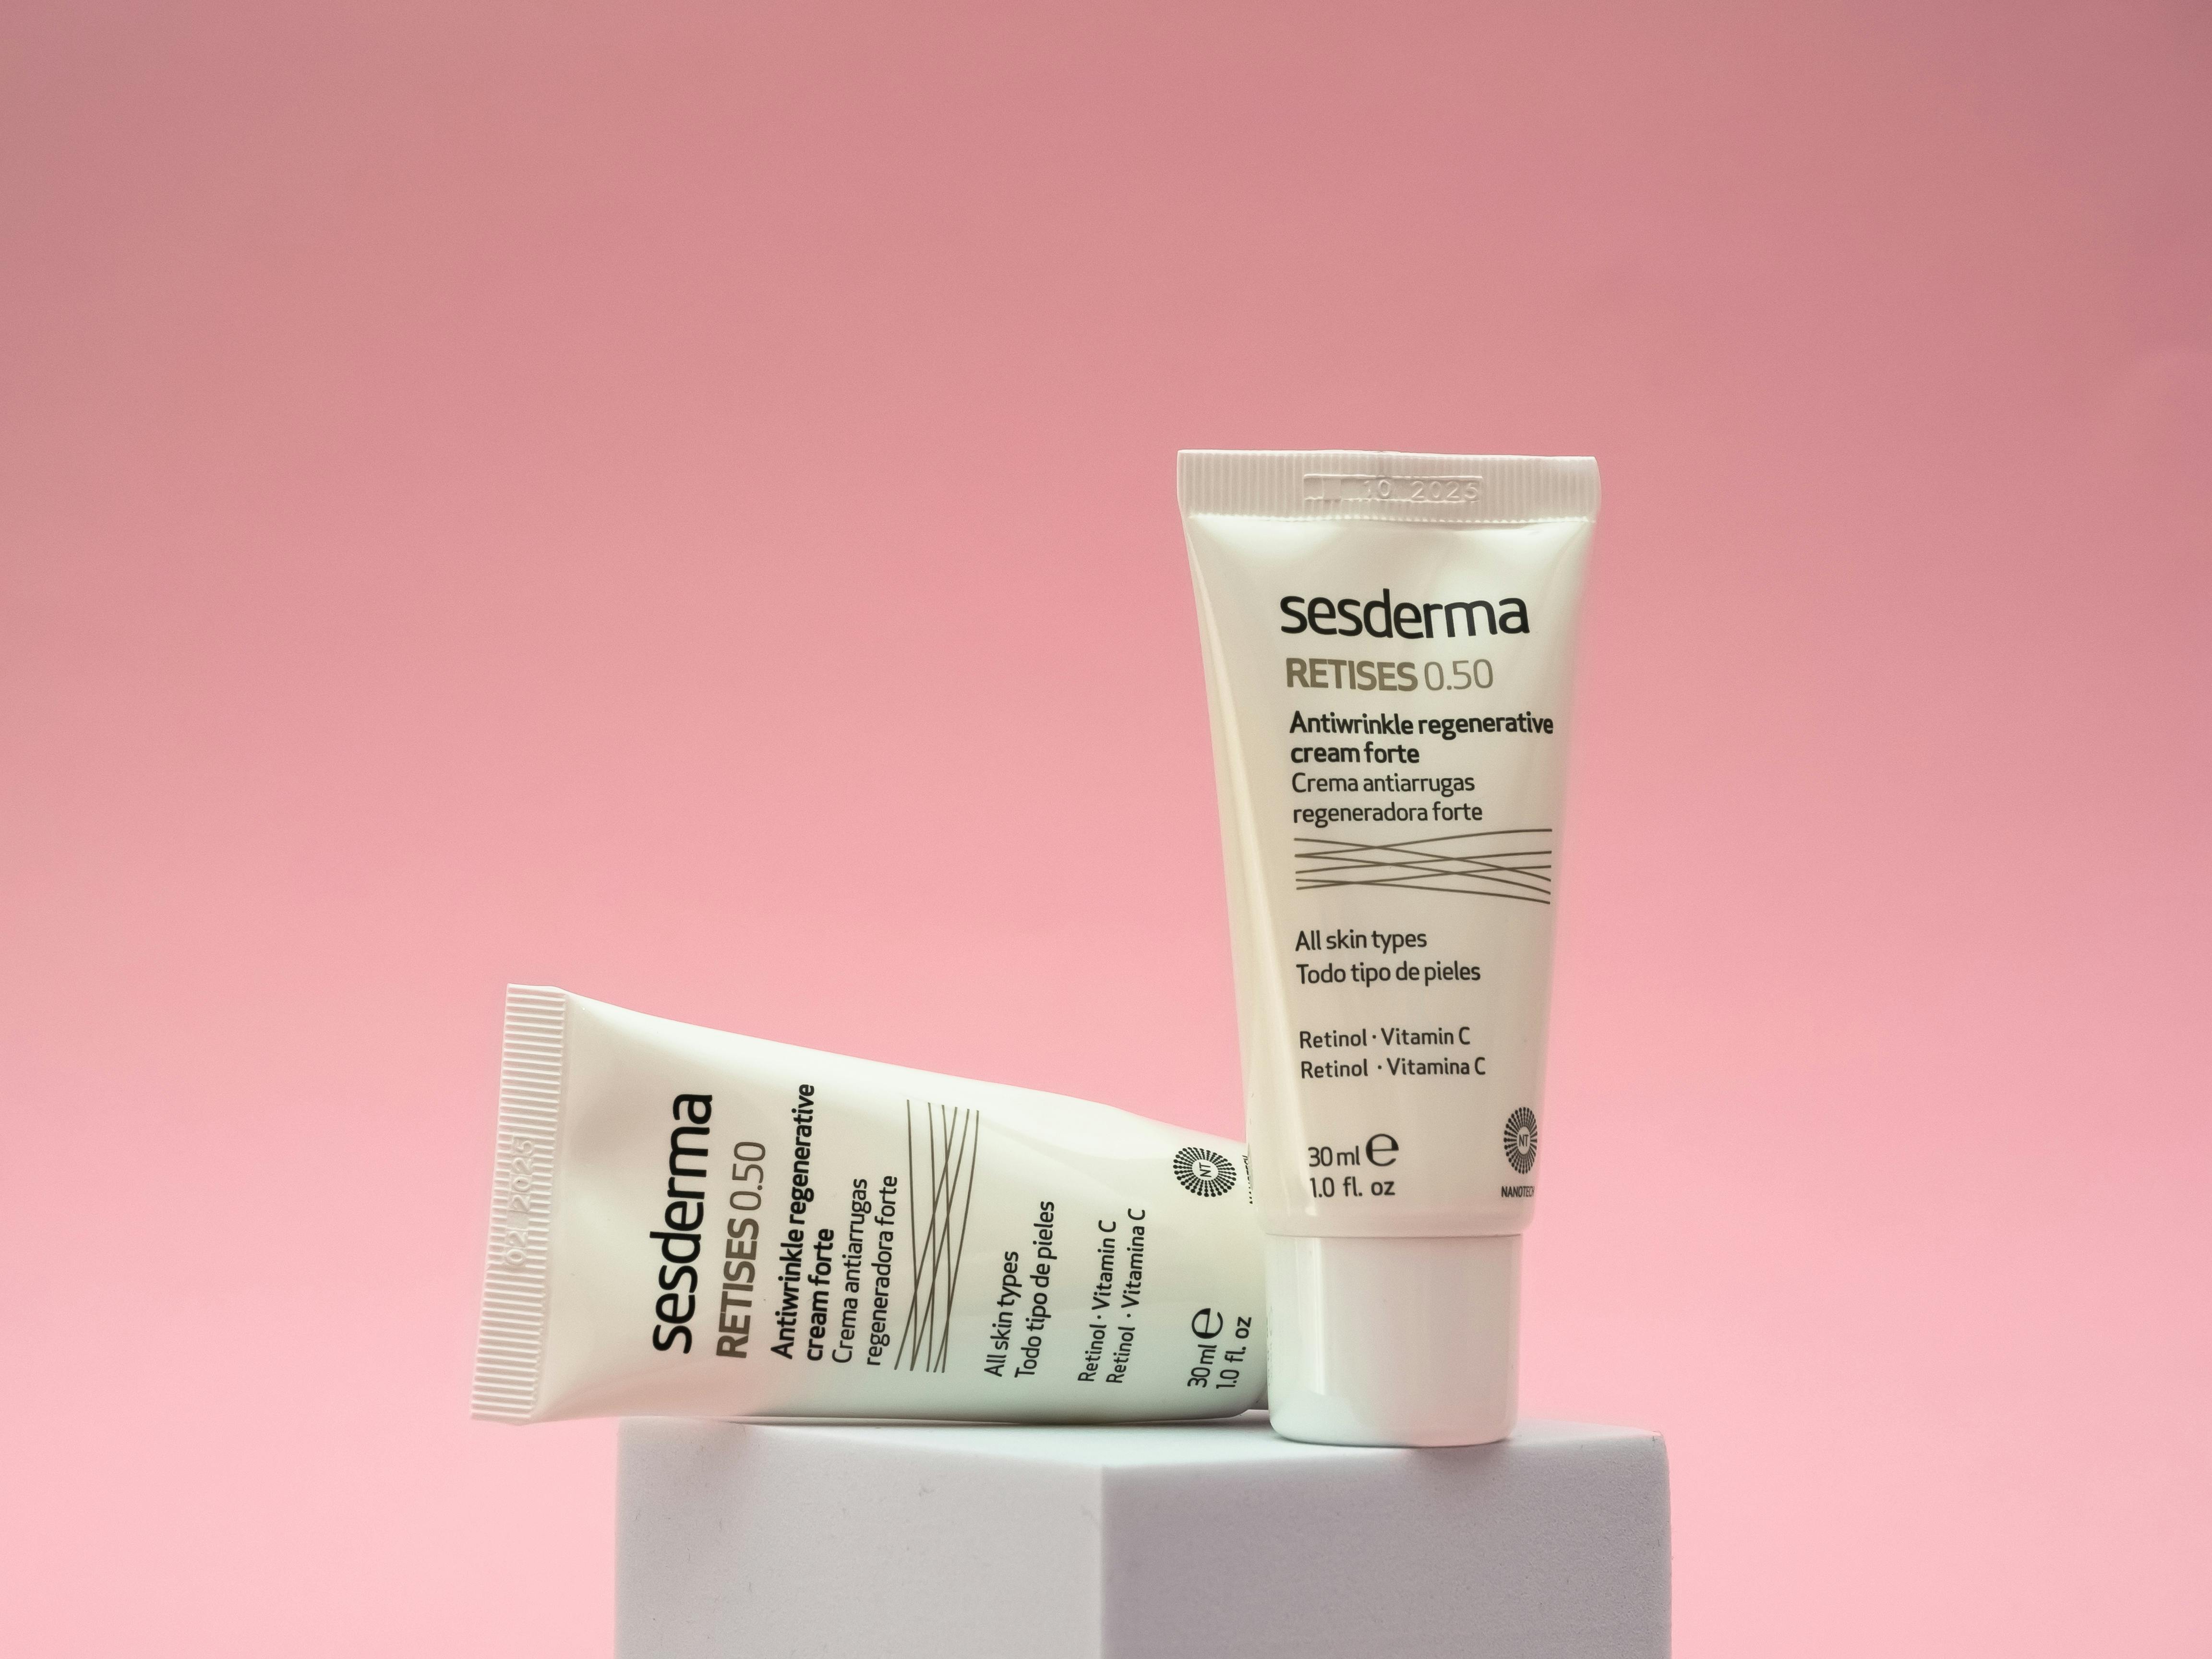 10 2025
sesderma
RETISES 0.50
Antiwrinkle regenerative
cream forte
Crema antiarrugas
regeneradora forte
All skin types
Todo tipo de pieles
Retinol · Vitamin C
Retinol · Vitamina C
30 ml e
1.0 fl. oz
NT
NANOTECH
02 2025
sesderma
RETISES 0.50
Antiwrinkle regenerative
cream forte
Crema antiarrugas
regeneradora forte
All skin types
Todo tipo de pieles
Retinol · Vitamin C
Retinol · Vitamina C
30 ml e
1.0 fl. oz
NT